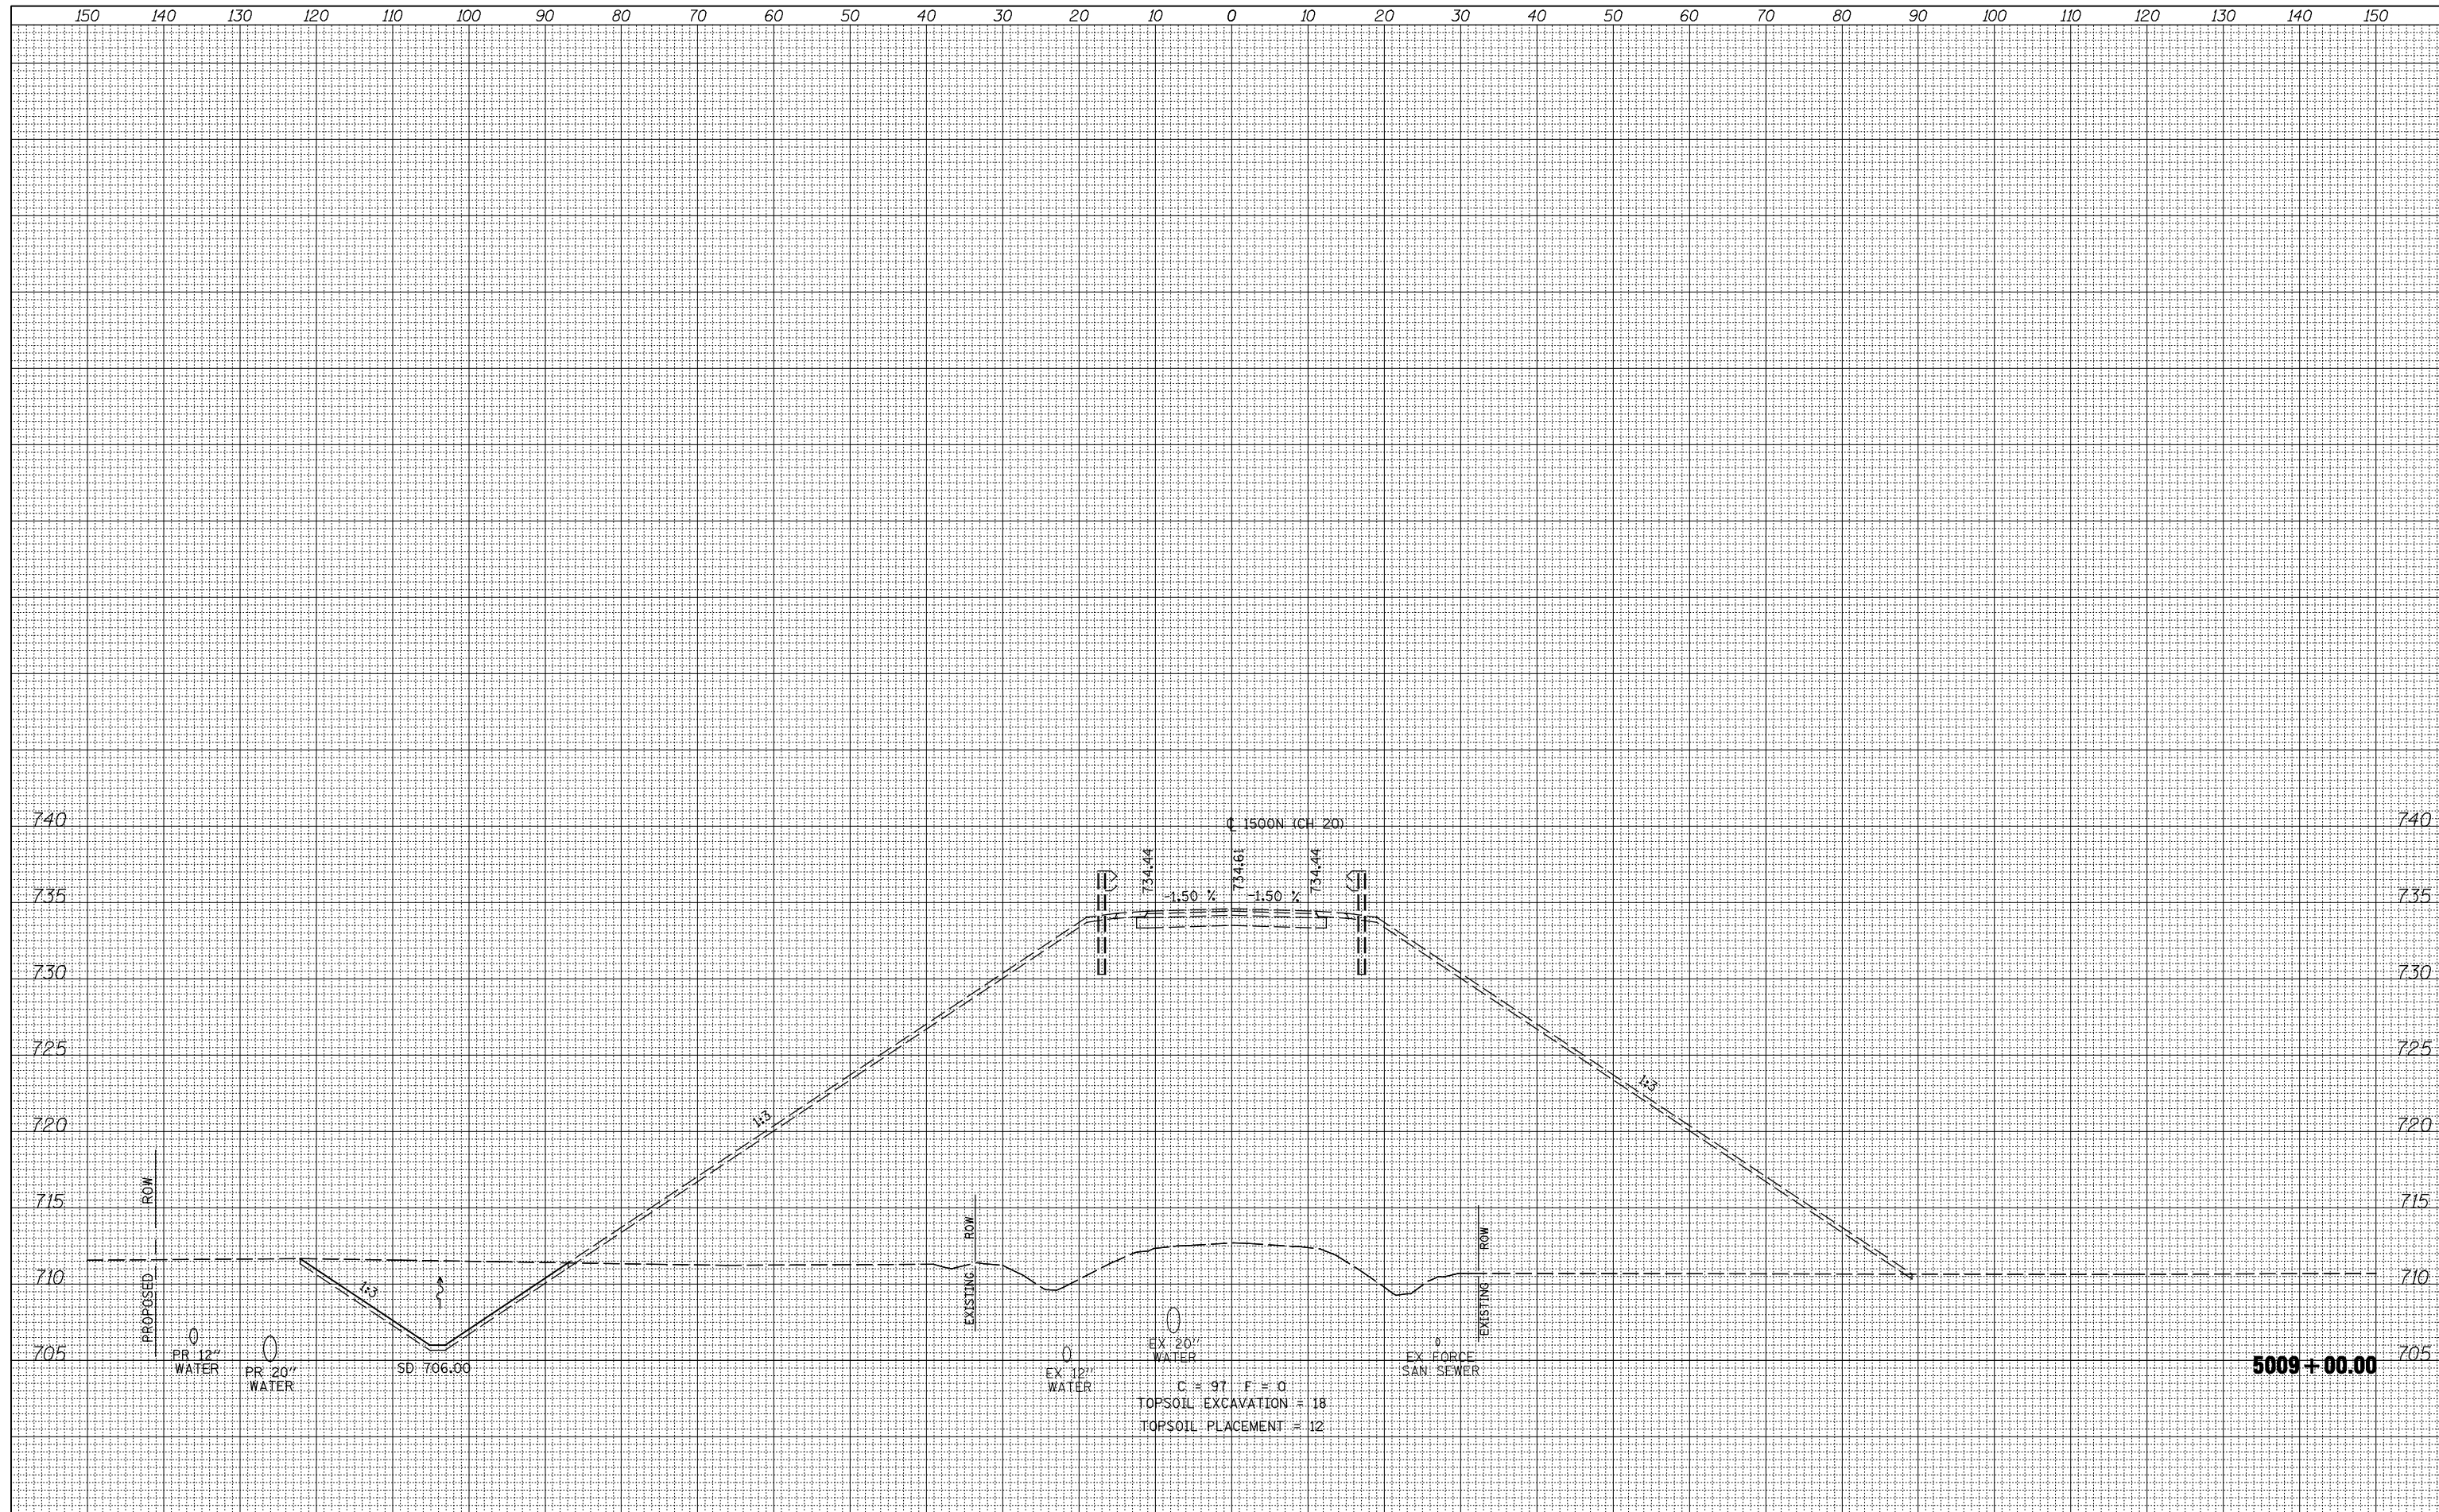 150 140 130 120 110 100 90 80 70 60 50 40 30 20 10 0 10 20 30 40 50 60 70 80 90 100 110 120 130 140 150
740 740
℄ 1500N (CH 20)
734.44 734.61 734.44
735 -1.50 % -1.50 % 735
730 730
725 725
1:3
1:3
720 720
ROW
715 715
ROW ROW
710 710
PROPOSED 1:3 EXISTING EXISTING
705 705
PR 12" WATER
PR 20" WATER
SD 706.00
EX 12" WATER
EX 20" WATER
EX FORCE
SAN SEWER
5009+00.00
C = 97 F = 0
TOPSOIL EXCAVATION = 18
TOPSOIL PLACEMENT = 12